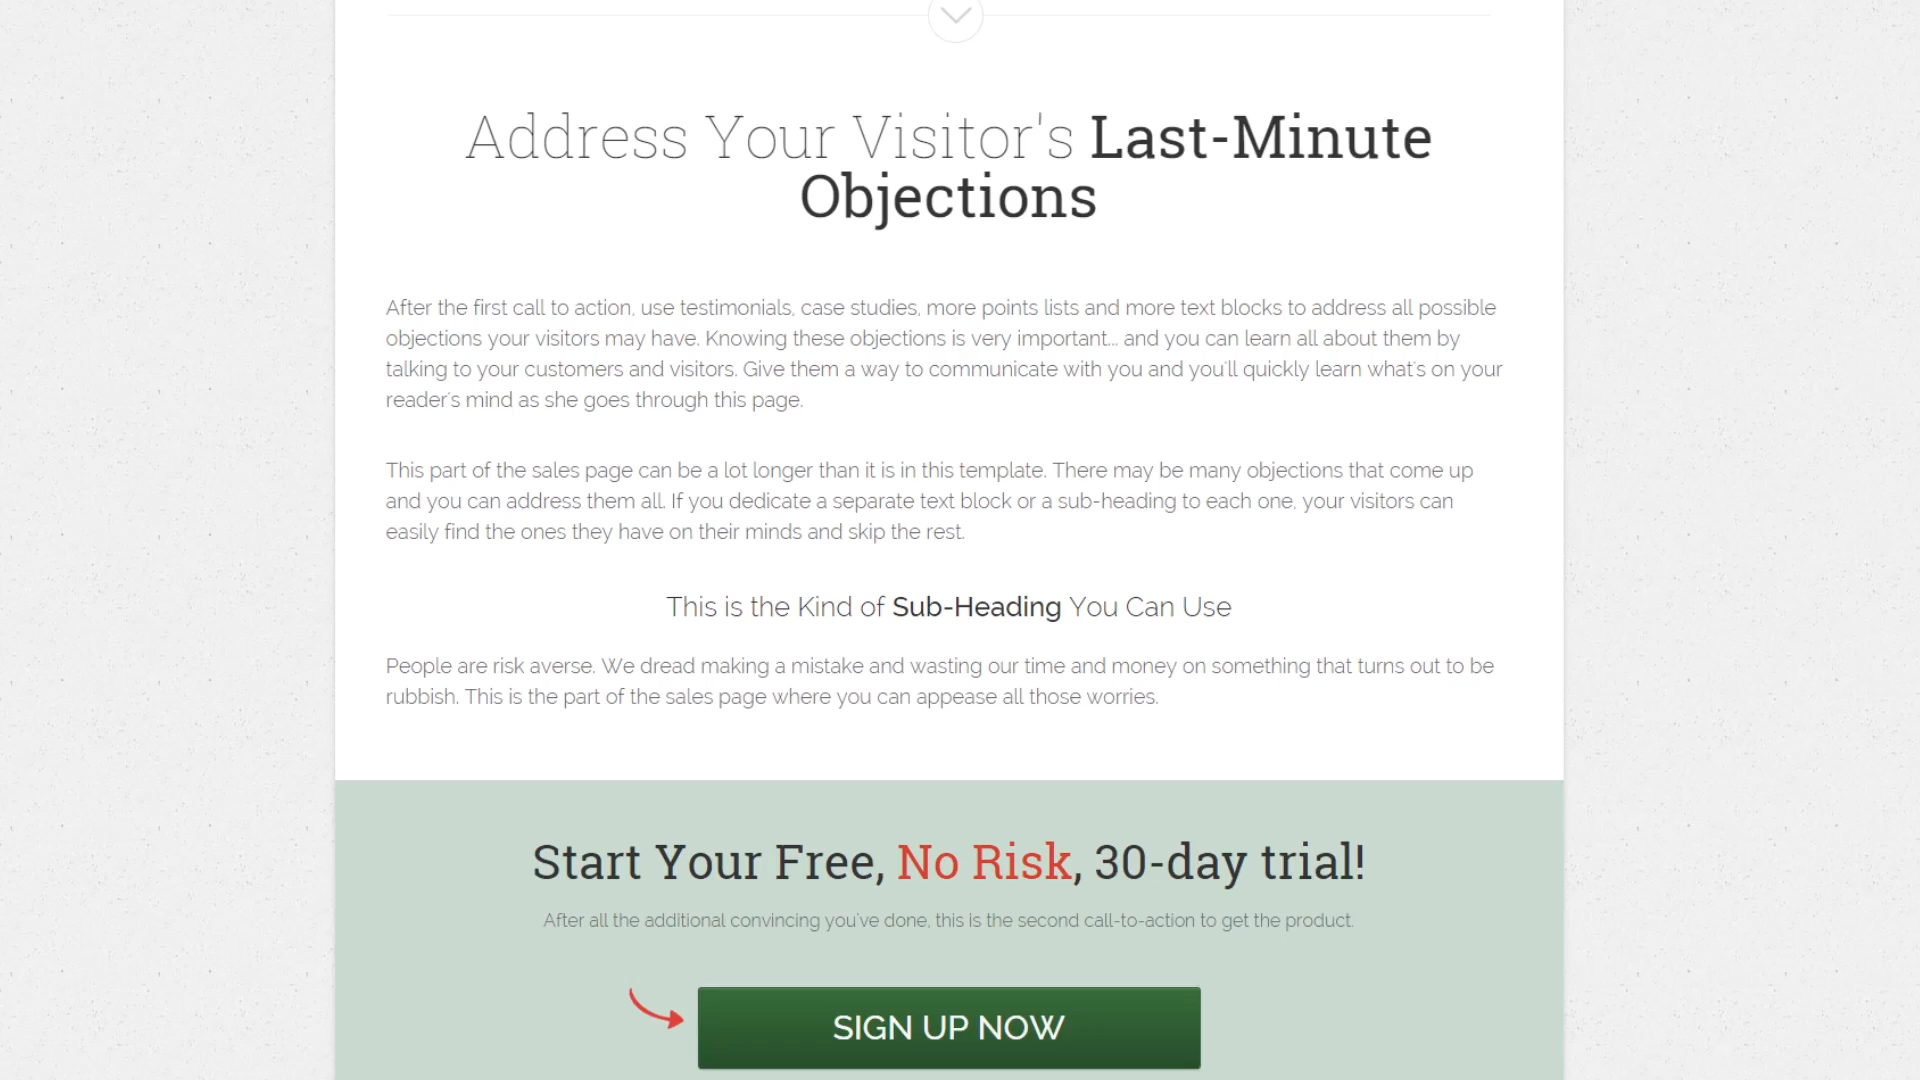 Address Your Visitor's Last-Minute
Objections
After the first call to action, use testimonials, case studies, more points lists and more text blocks to address all possible
objections your visitors may have. Knowing these objections is very important... and you can learn all about them by
talking to your customers and visitors. Give them a way to communicate with you and you'll quickly learn what's on your
reader's mind as she goes through this page.
This part of the sales page can be a lot longer than it is in this template. There may be many objections that come up
and you can address them all. If you dedicate a separate text block or a sub-heading to each one, your visitors can
easily find the ones they have on their minds and skip the rest.
This is the Kind of Sub-Heading You Can Use
People are risk averse. We dread making a mistake and wasting our time and money on something that turns out to be
rubbish. This is the part of the sales page where you can appease all those worries.
Start Your Free, No Risk, 30-day trial!
After all the additional convincing you've done, this is the second call-to-action to get the product.
SIGN UP NOW